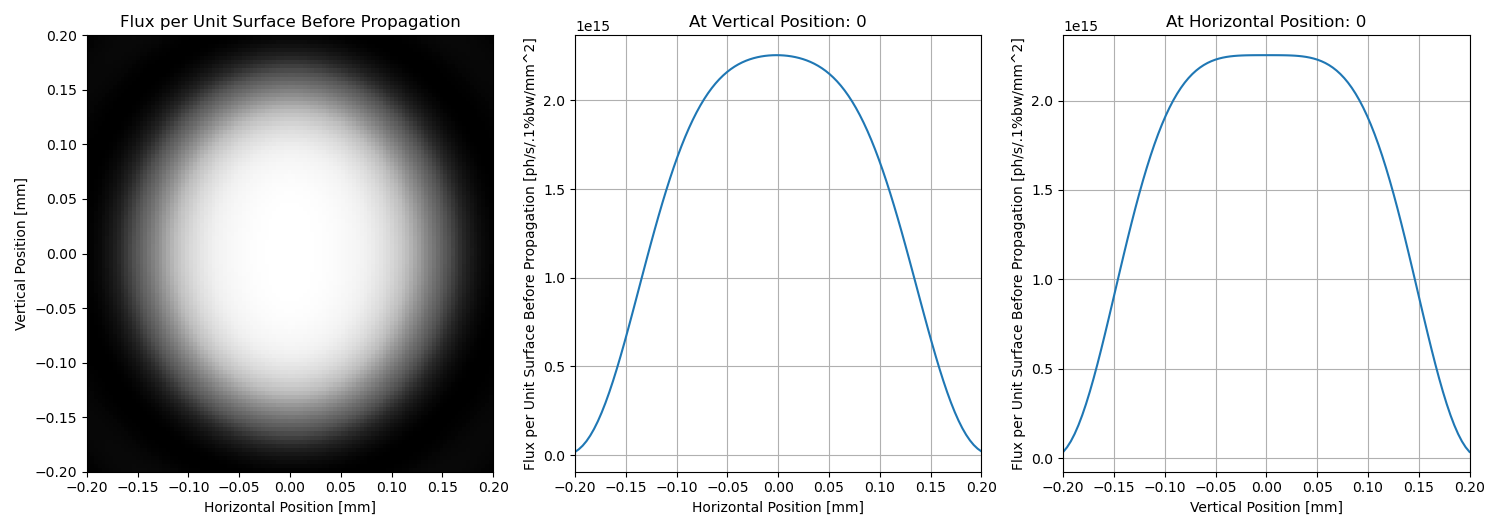 Flux per Unit Surface Before Propagation
Vertical Position [mm]
0.20
0.15
0.10
0.05
0.00
−0.05
−0.10
−0.15
−0.20
−0.20 −0.15 −0.10 −0.05 0.00 0.05 0.10 0.15 0.20
Horizontal Position [mm]
At Vertical Position: 0
1e15
Flux per Unit Surface Before Propagation [ph/s/.1%bw/mm^2]
2.0
1.5
1.0
0.5
0.0
−0.20 −0.15 −0.10 −0.05 0.00 0.05 0.10 0.15 0.20
Horizontal Position [mm]
At Horizontal Position: 0
1e15
Flux per Unit Surface Before Propagation [ph/s/.1%bw/mm^2]
2.0
1.5
1.0
0.5
0.0
−0.20 −0.15 −0.10 −0.05 0.00 0.05 0.10 0.15 0.20
Vertical Position [mm]